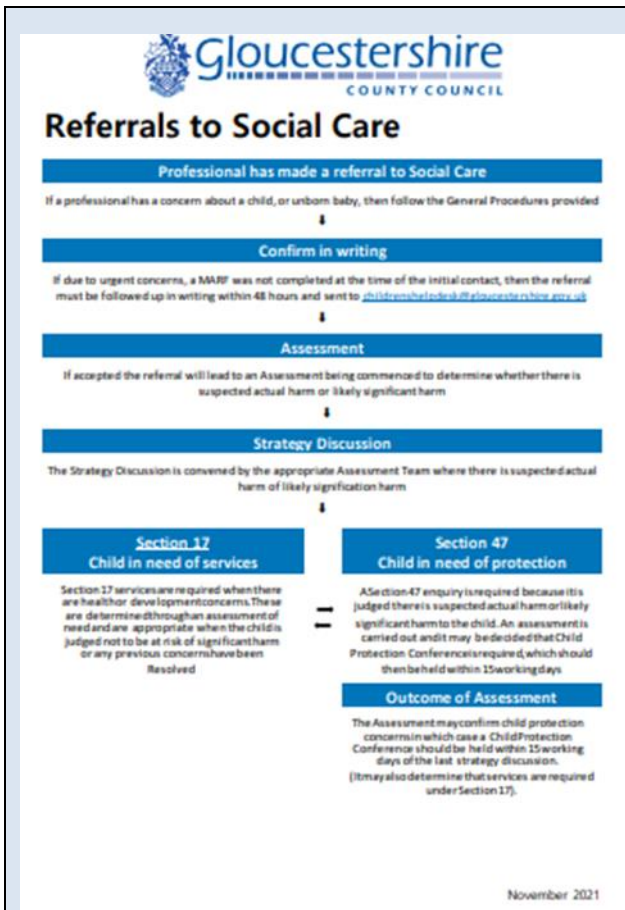 Gloucestershire
COUNTY COUNCIL
Referrals to Social Care
Professional has made a referral to Social Care
If a professional has a concern about a child, or unborn baby, then follow the General Procedures provided
Confirm in writing
If due to urgent concerns, a MARF was not completed at the time of the initial contact, then the referral
must be followed up in writing within 48 hours and sent to childrenshelpdesk@gloucestershire.gov.uk
Assessment
If accepted the referral will lead to an Assessment being commenced to determine whether there is
suspected actual harm or likely significant harm
Strategy Discussion
The Strategy Discussion is convened by the appropriate Assessment Team where there is suspected actual
harm of likely signification harm
Section 17
Child in need of services
Section 17 services are required when there
are health or development concerns. These
are determined through an assessment of
need and are appropriate when the child is
judged not to be at risk of significant harm
or any previous concerns have been
Resolved
Section 47
Child in need of protection
A Section 47 enquiry is required because it is
judged there is suspected actual harm or likely
significant harm to the child. An assessment is
carried out and it may be decided that Child
Protection Conference is required, which should
then be held within 15 working days
Outcome of Assessment
The Assessment may confirm child protection
concerns in which case a Child Protection
Conference should be held within 15 working
days of the last strategy discussion.
(It may also determine that services are required
under Section 17).
November 2021